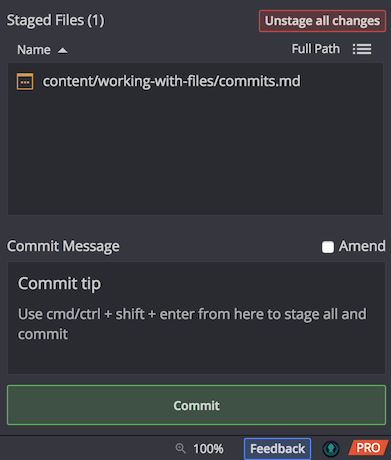 Staged Files (1)
Unstage all changes
Name
Full Path
content/working-with-files/commits.md
Commit Message
Amend
Commit tip
Use cmd/ctrl + shift + enter from here to stage all and
commit
Commit
100%
Feedback
PRO